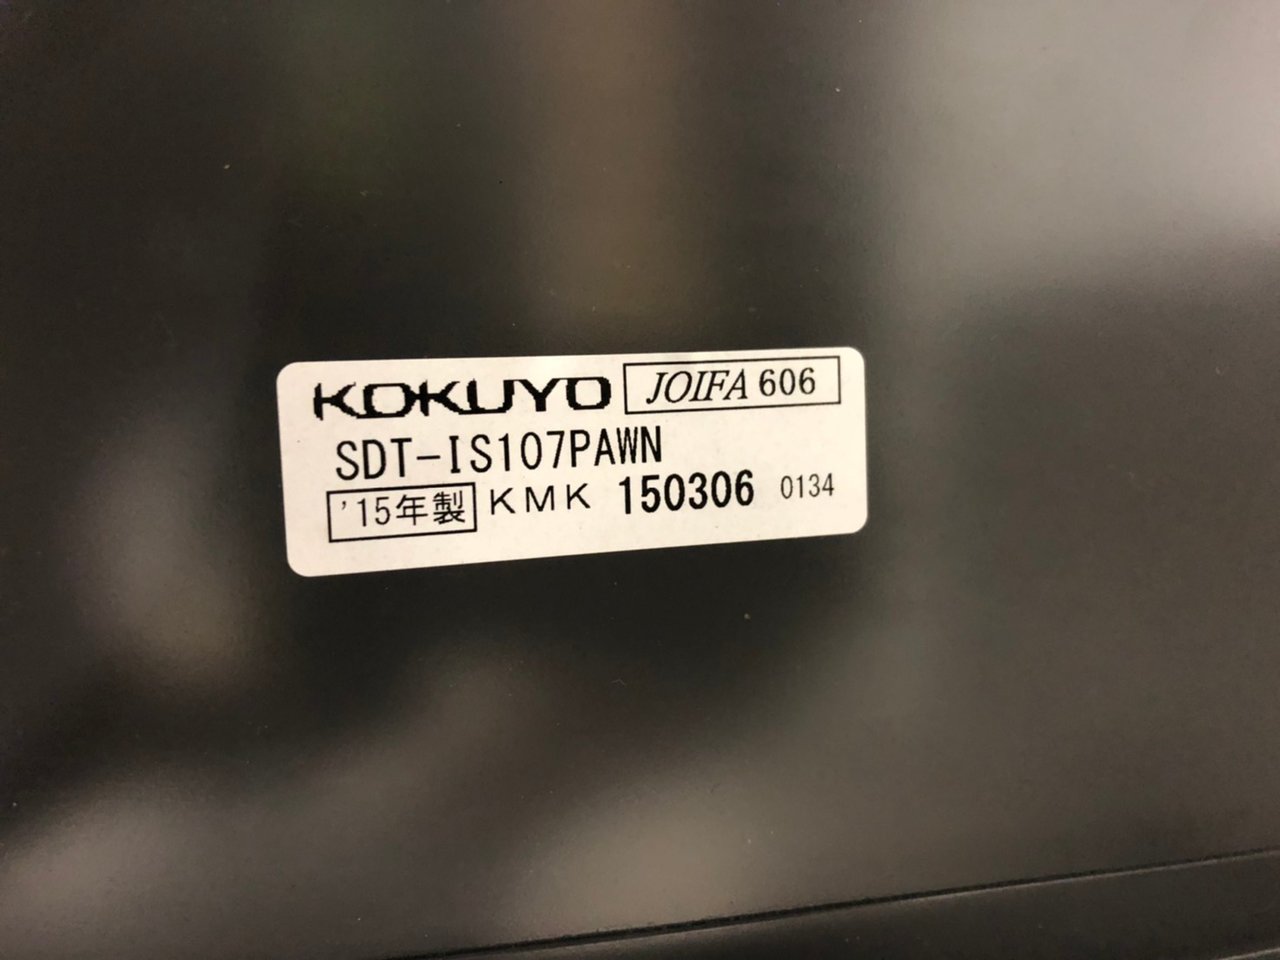 KOKUYO JOIFA 606
SDT-IS107PAWN
'15年製 KMK 150306 0134